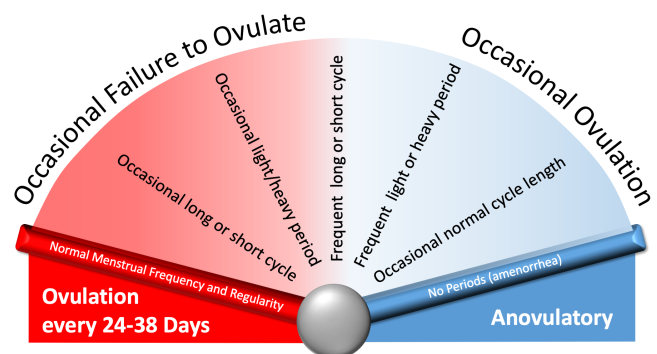 Occasional Failure to Ovulate
Occasional Ovulation
Occasional long or short cycle
Occasional light/heavy period
Frequent long or short cycle
Frequent light or heavy period
Occasional normal cycle length
Normal Menstrual Frequency and Regularity
No Periods (amenorrhea)
Ovulation
every 24-38 Days
Anovulatory